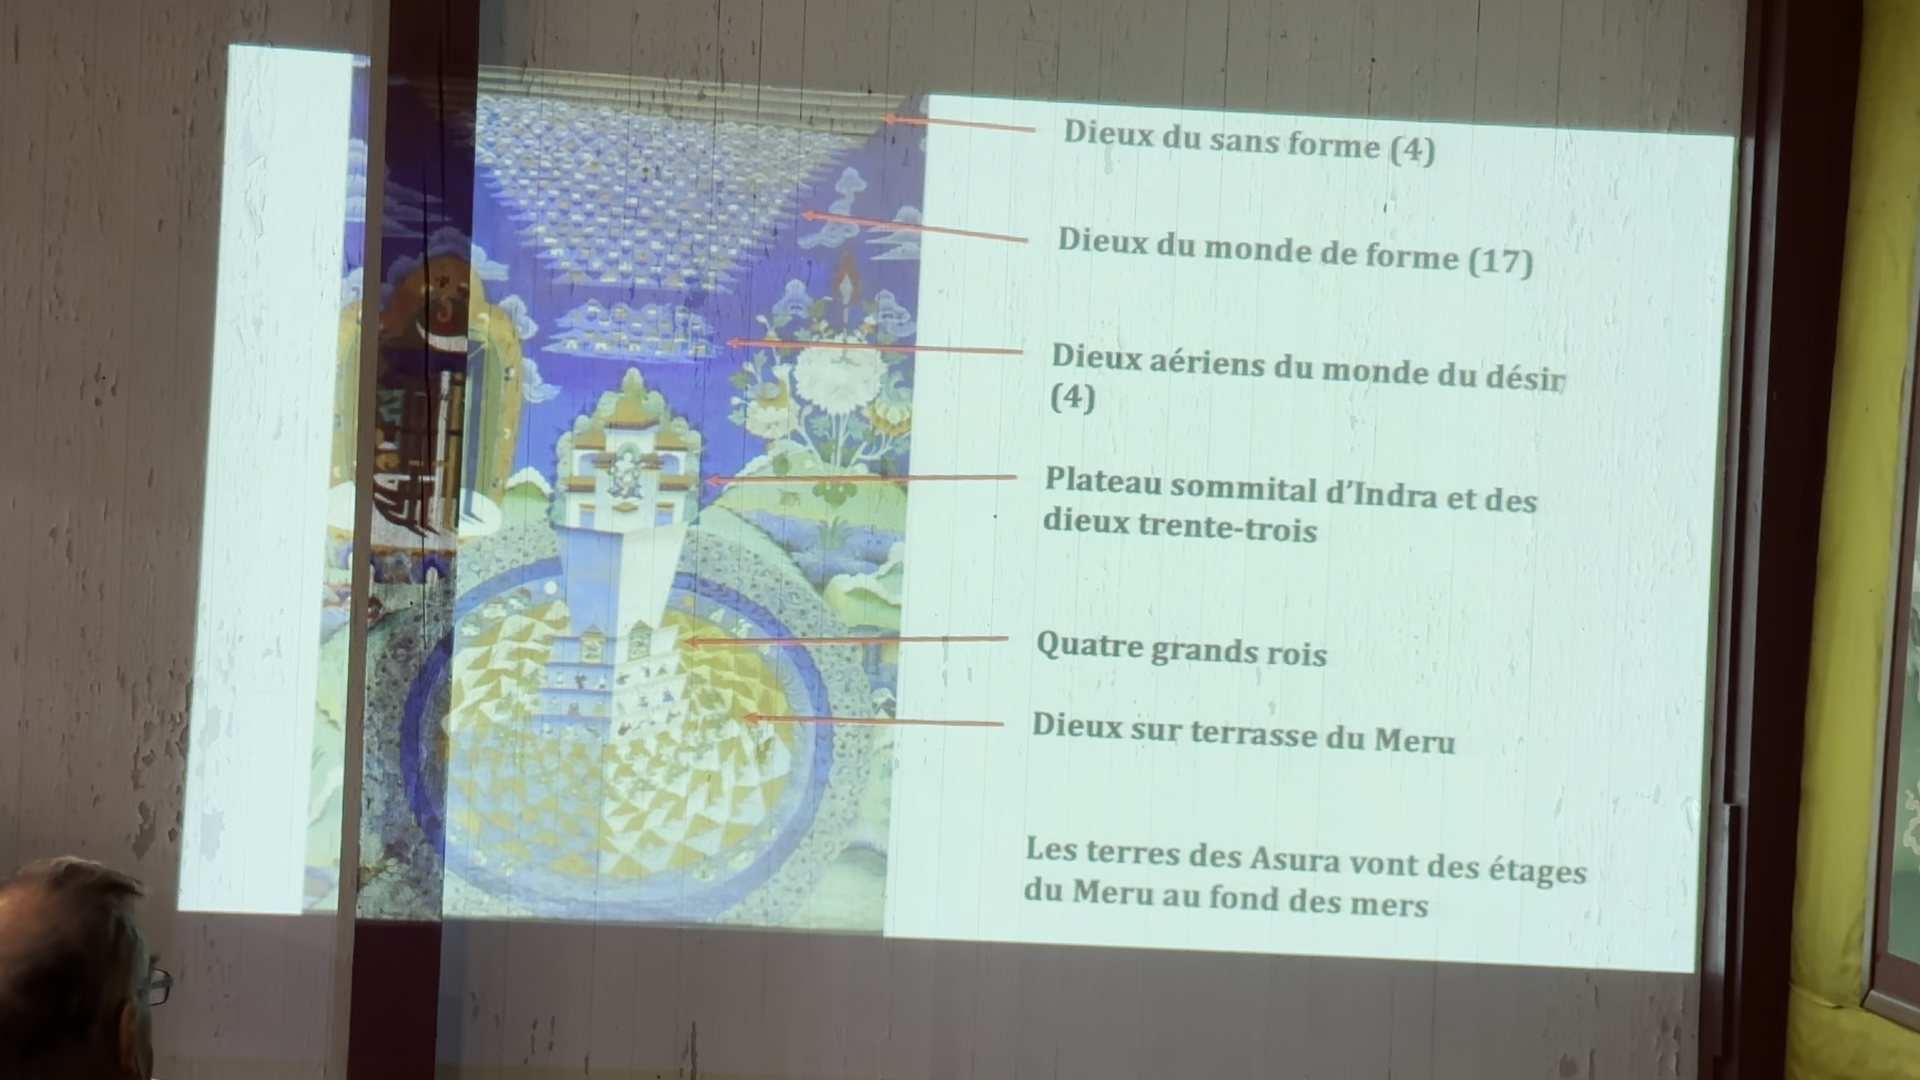 Dieux du sans forme (4)
Dieux du monde de forme (17)
Dieux aériens du monde du désir
(4)
Plateau sommital d'Indra et des
dieux trente-trois
Quatre grands rois
Dieux sur terrasse du Meru
Les terres des Asura vont des étages
du Meru au fond des mers